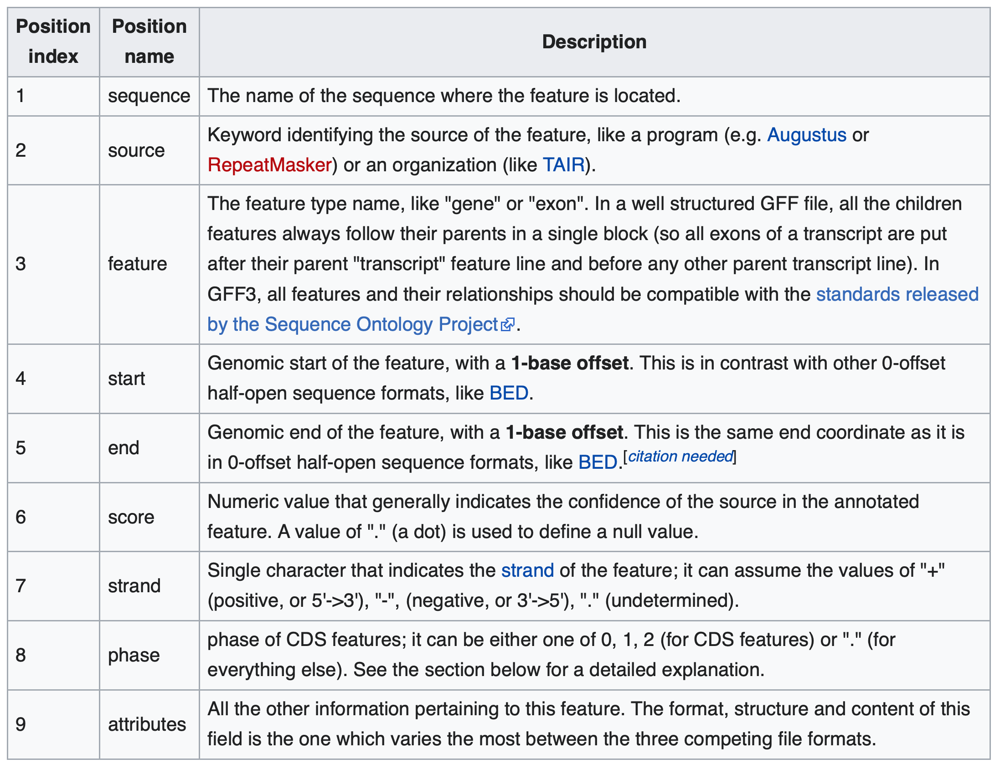 Position index	Position name	Description
1	sequence	The name of the sequence where the feature is located.
2	source	Keyword identifying the source of the feature, like a program (e.g. Augustus or
RepeatMasker) or an organization (like TAIR).
3	feature	The feature type name, like "gene" or "exon". In a well structured GFF file, all the children
features always follow their parents in a single block (so all exons of a transcript are put
after their parent "transcript" feature line and before any other parent transcript line). In
GFF3, all features and their relationships should be compatible with the standards released
by the Sequence Ontology Project.
4	start	Genomic start of the feature, with a 1-base offset. This is in contrast with other 0-offset
half-open sequence formats, like BED.
5	end	Genomic end of the feature, with a 1-base offset. This is the same end coordinate as it is
in 0-offset half-open sequence formats, like BED.[citation needed]
6	score	Numeric value that generally indicates the confidence of the source in the annotated
feature. A value of "." (a dot) is used to define a null value.
7	strand	Single character that indicates the strand of the feature; it can assume the values of "+"
(positive, or 5'->3'), "-", (negative, or 3'->5'), "." (undetermined).
8	phase	phase of CDS features; it can be either one of 0, 1, 2 (for CDS features) or "." (for
everything else). See the section below for a detailed explanation.
9	attributes	All the other information pertaining to this feature. The format, structure and content of this
field is the one which varies the most between the three competing file formats.